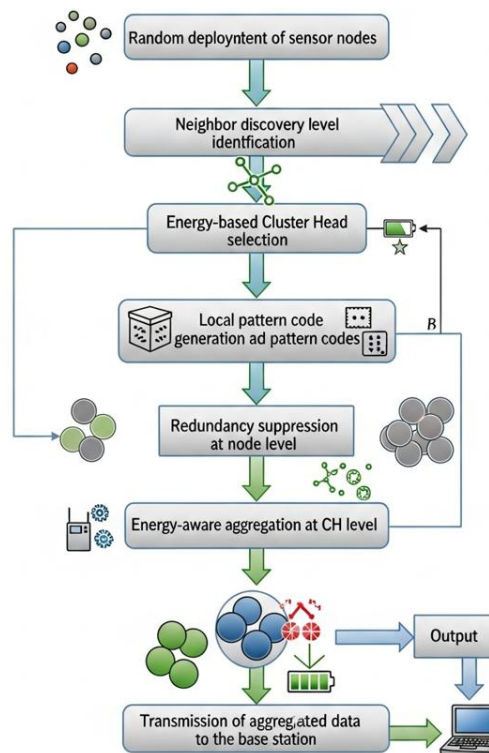 Random deploytent of sensor nodes
Neighbor discovery level
identfication
Energy-based Cluster Head
selection
Local pattern code
generation ad pattern codes
B
Redundancy suppression
at node level
Energy-aware aggregation at CH level
Output
Transmission of aggregated data
to the base station